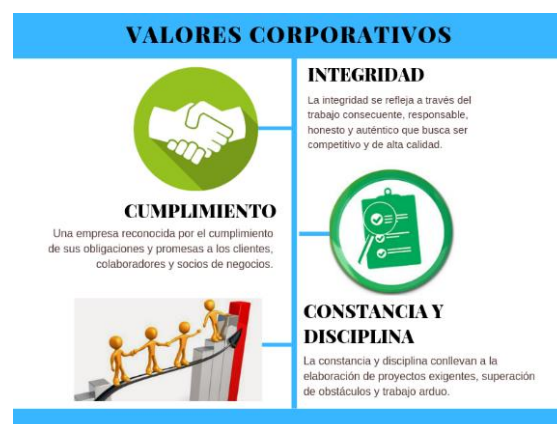 VALORES CORPORATIVOS
INTEGRIDAD
La integridad se refleja a través del
trabajo consecuente, responsable,
honesto y auténtico que busca ser
competitivo y de alta calidad.
CUMPLIMIENTO
Una empresa reconocida por el cumplimiento
de sus obligaciones y promesas a los clientes,
colaboradores y socios de negocios.
CONSTANCIA Y
DISCIPLINA
La constancia y disciplina conllevan a la
elaboración de proyectos exigentes, superación
de obstáculos y trabajo arduo.